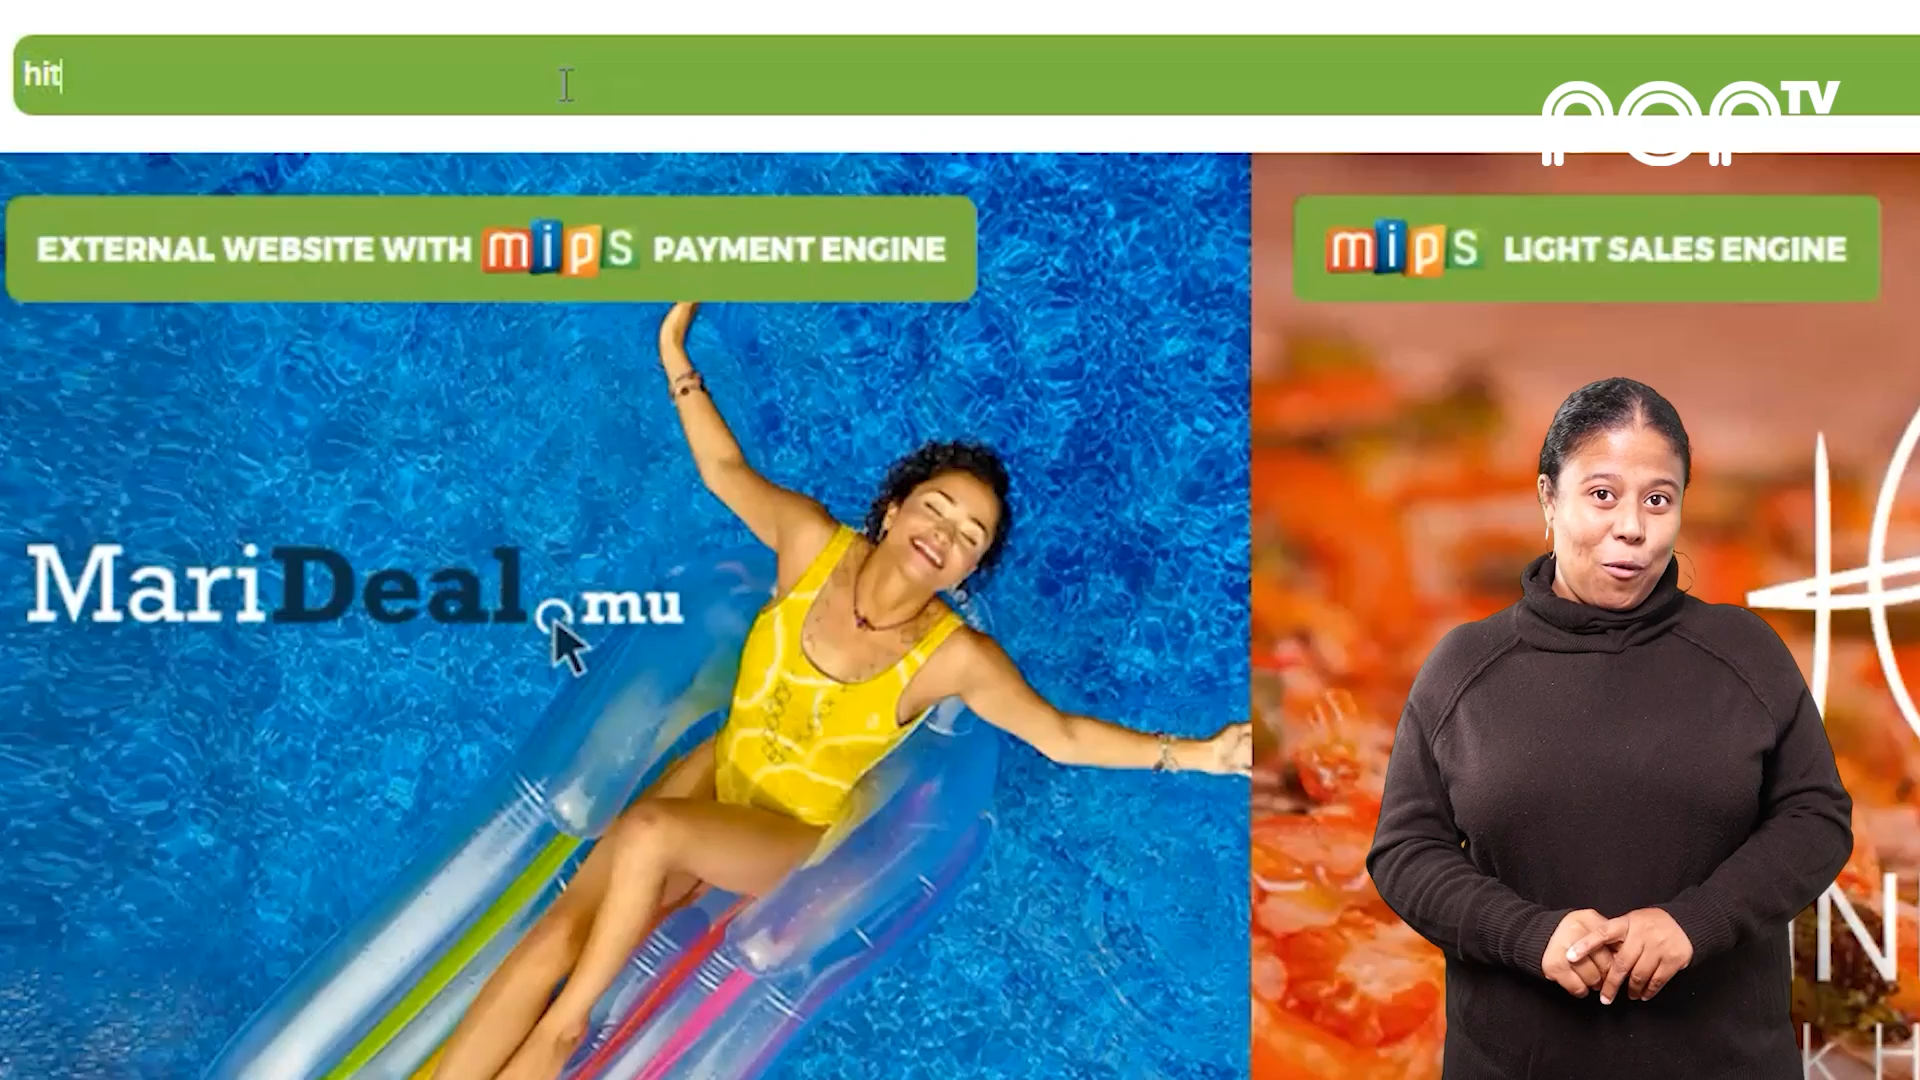 hit
POPTV
EXTERNAL WEBSITE WITH mips PAYMENT ENGINE
mips LIGHT SALES ENGINE
MariDeal.mu